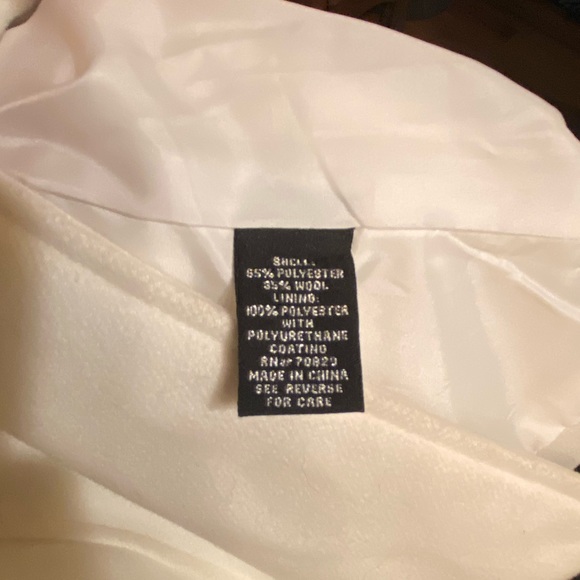 SHELL:
65% POLYESTER
35% WOOL
LINING:
100% POLYESTER
WITH
POLYURETHANE
COATING
RN# 70829
MADE IN CHINA
SEE REVERSE
FOR CARE